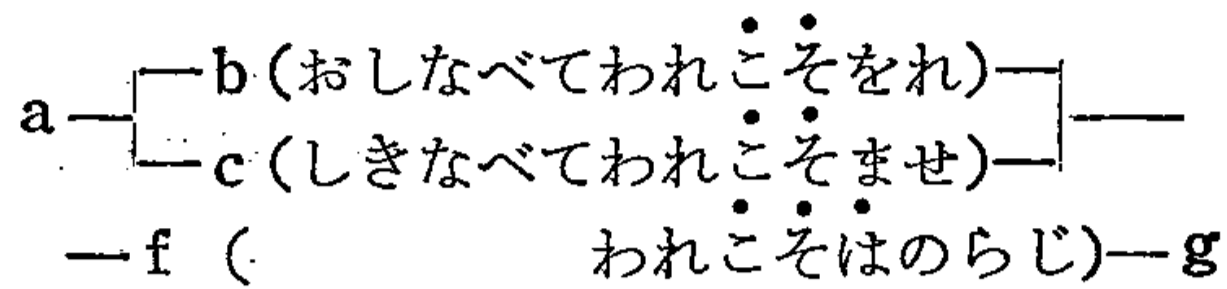 a b (おしなべてわれこそをれ)
c (しきなべてわれこそませ)
f ( われこそはのらじ) g